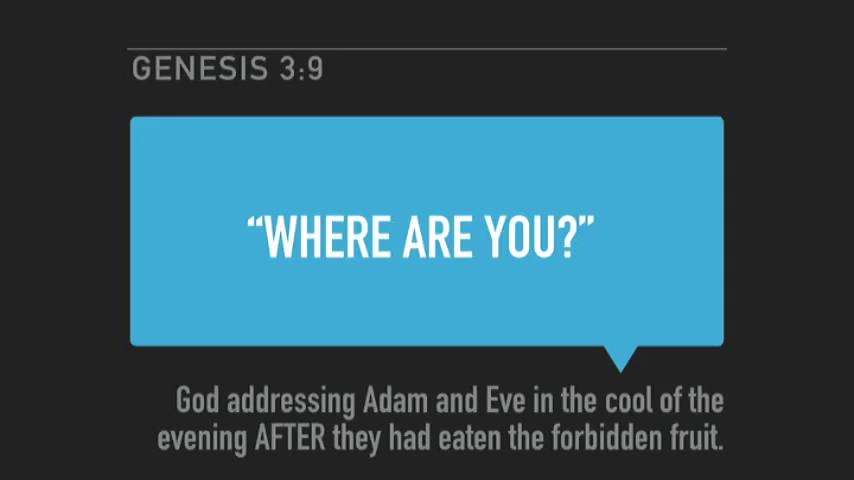 GENESIS 3:9
“WHERE ARE YOU?”
God addressing Adam and Eve in the cool of the
evening AFTER they had eaten the forbidden fruit.